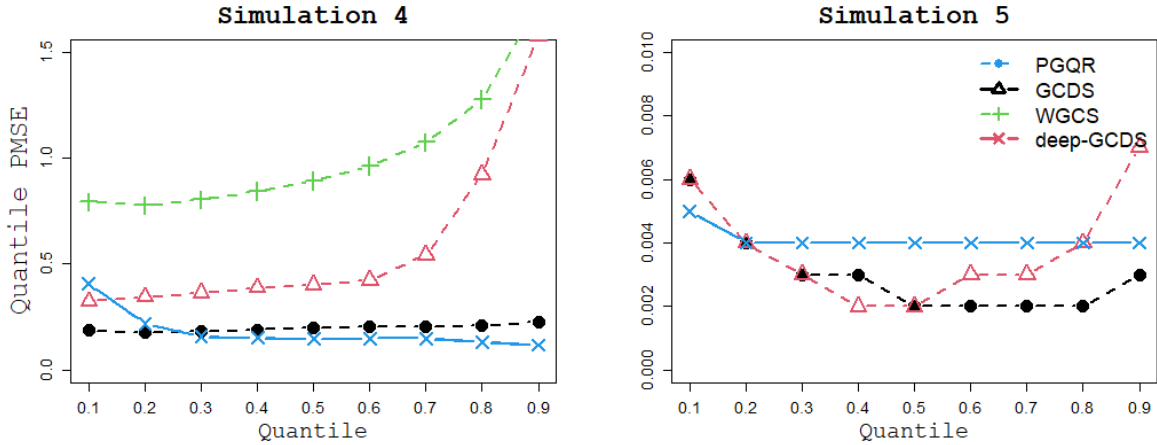 Simulation 4
Quantile PMSE
1.5
1.0
0.5
0.0
0.1 0.2 0.3 0.4 0.5 0.6 0.7 0.8 0.9
Quantile
Simulation 5
0.010
0.008
0.006
0.004
0.002
0.000
PGQR
GCDS
WGCS
deep-GCDS
0.1 0.2 0.3 0.4 0.5 0.6 0.7 0.8 0.9
Quantile